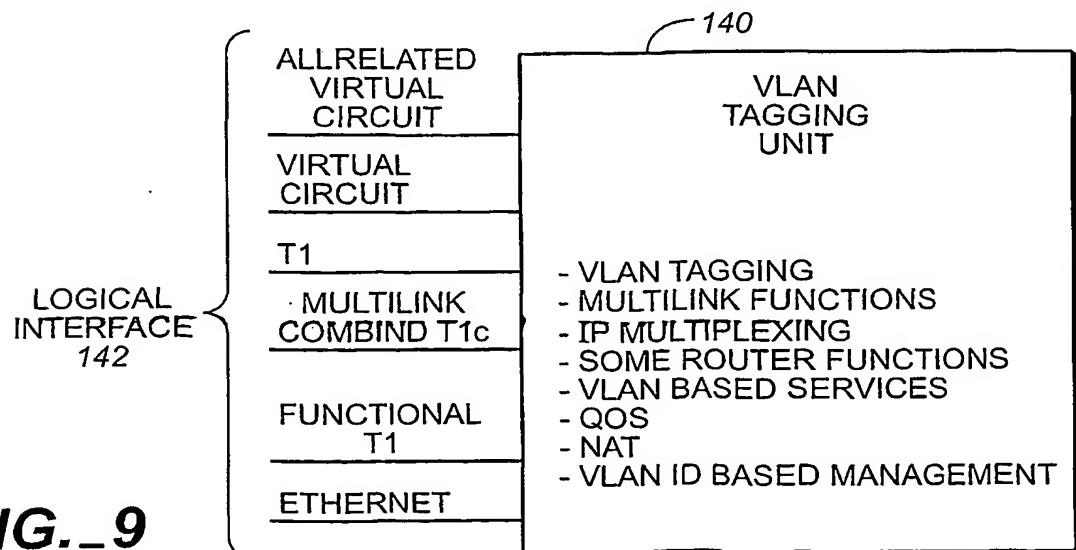 140
ALLRELATED
VIRTUAL
CIRCUIT
VIRTUAL
CIRCUIT
T1
MULTILINK
COMBIND T1c
FUNCTIONAL
T1
ETHERNET
LOGICAL
INTERFACE
142
VLAN
TAGGING
UNIT
- VLAN TAGGING
- MULTILINK FUNCTIONS
- IP MULTIPLEXING
- SOME ROUTER FUNCTIONS
- VLAN BASED SERVICES
- QOS
- NAT
- VLAN ID BASED MANAGEMENT
IG._9